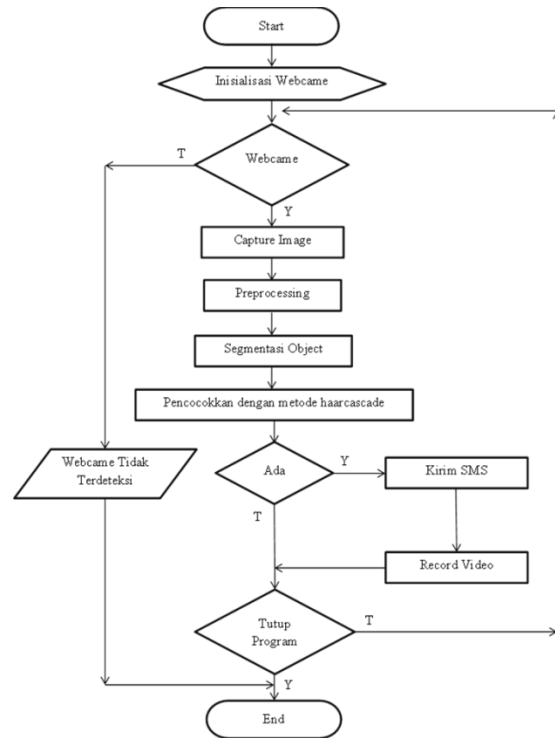 Start
Inisialisasi Webcame
Webcame
T
Y
Capture Image
Preprocessing
Segmentasi Object
Pencocokkan dengan metode haarcascade
Webcame Tidak
Terdeteksi
Ada
Y
Kirim SMS
T
Record Video
Tutup
Program
T
Y
End